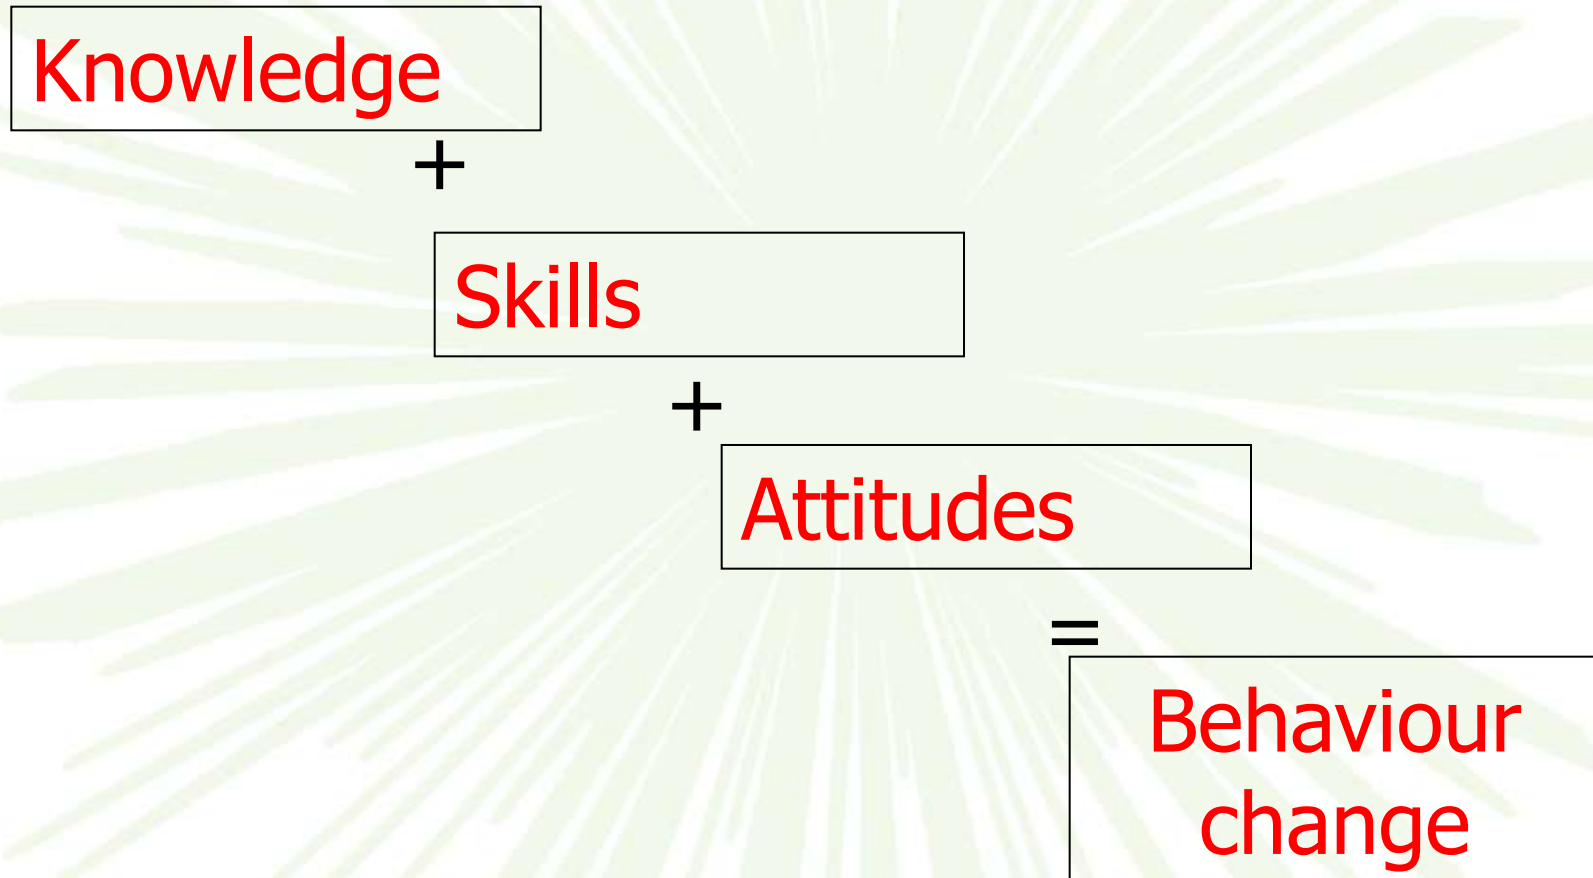 Knowledge
+
Skills
+
Attitudes
=
Behaviour
change